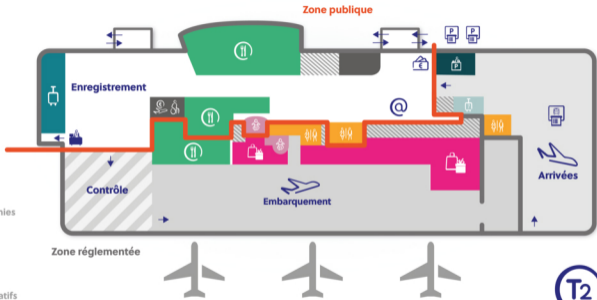 Zone publique
P P
€
P
Enregistrement
@
Contrôle
Embarquement
Arrivées
Zone réglementée
T2